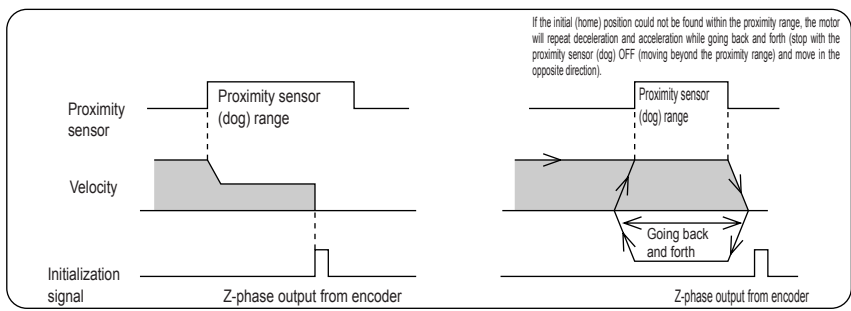 If the initial (home) position could not be found within the proximity range, the motor
will repeat deceleration and acceleration while going back and forth (stop with the
proximity sensor (dog) OFF (moving beyond the proximity range) and move in the
opposite direction).
Proximity
sensor
Proximity sensor
(dog) range
Proximity sensor
(dog) range
Velocity
Going back
and forth
Initialization
signal
Z-phase output from encoder
Z-phase output from encoder